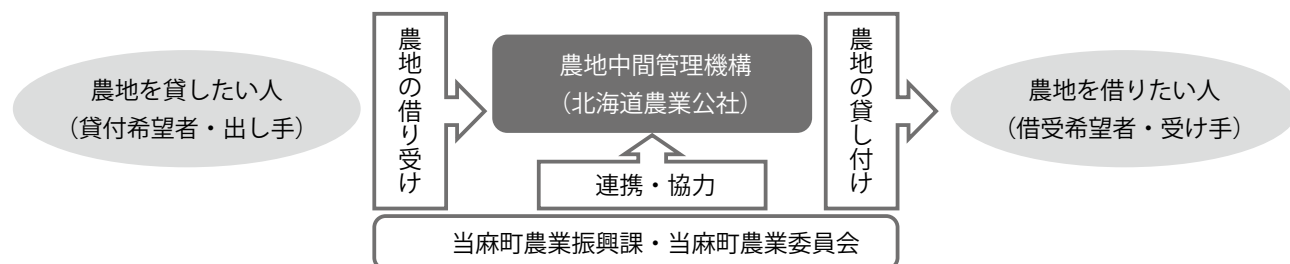 農地を貸したい人
（貸付希望者・出し手）
農地の借り受け
農地中間管理機構
（北海道農業公社）
農地の貸し付け
農地を借りたい人
（借受希望者・受け手）
連携・協力
当麻町農業振興課・当麻町農業委員会